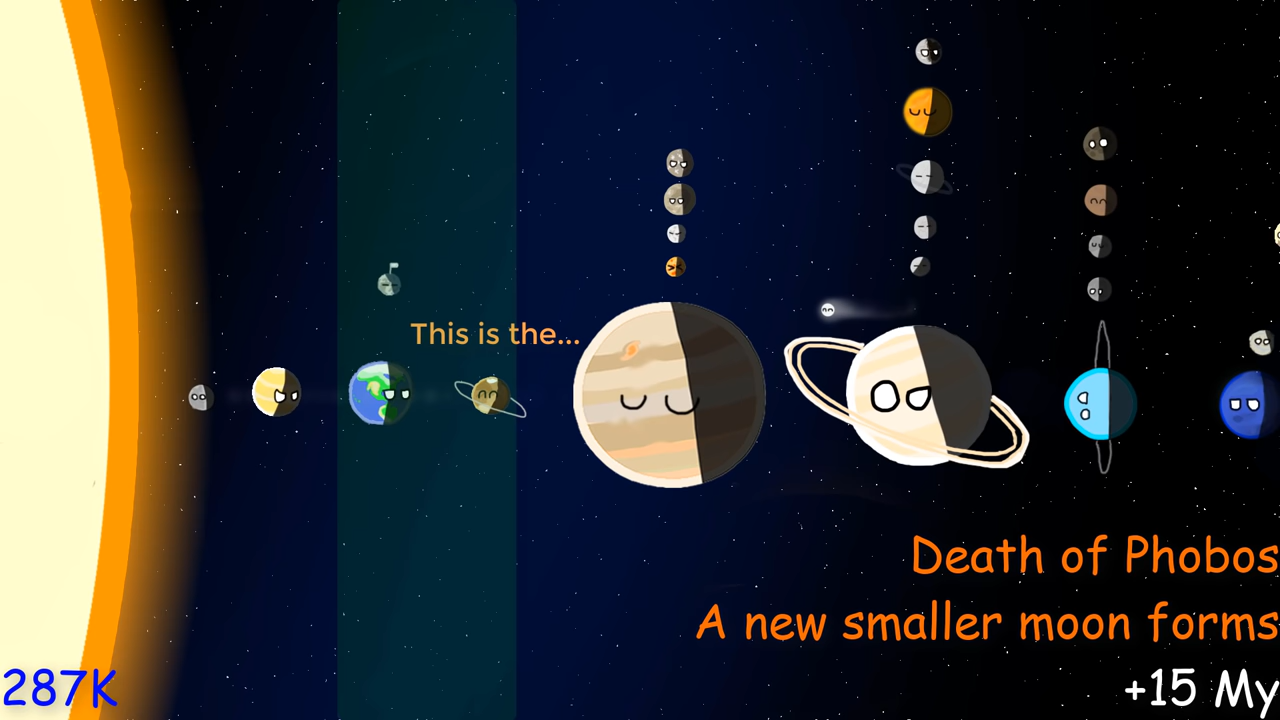 This is the...
Death of Phobos
A new smaller moon forms
287K
+15 My